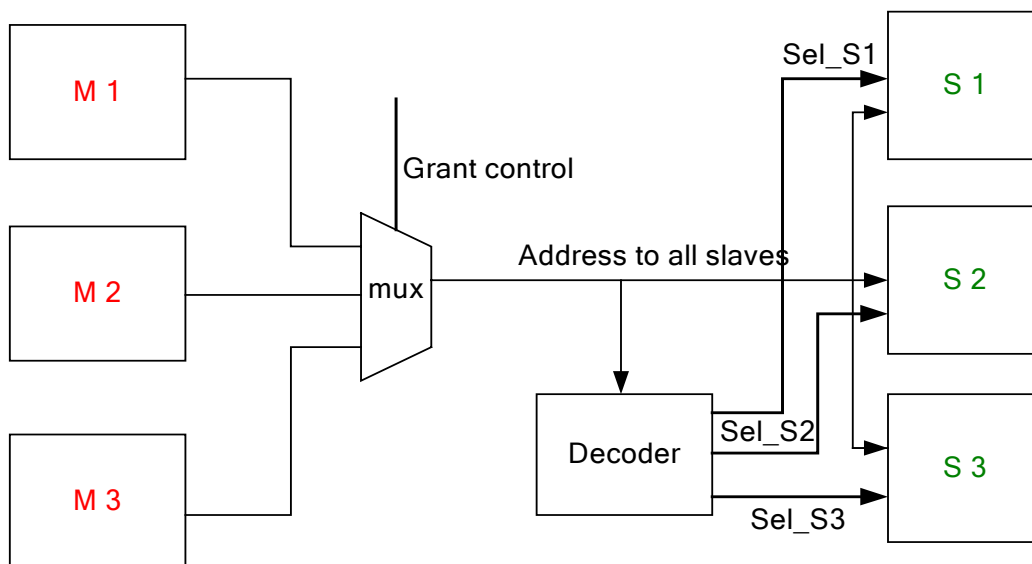 Sel_S1
M 1
S 1
Grant control
Address to all slaves
M 2
mux
S 2
Sel_S2
Decoder
S 3
M 3
Sel_S3